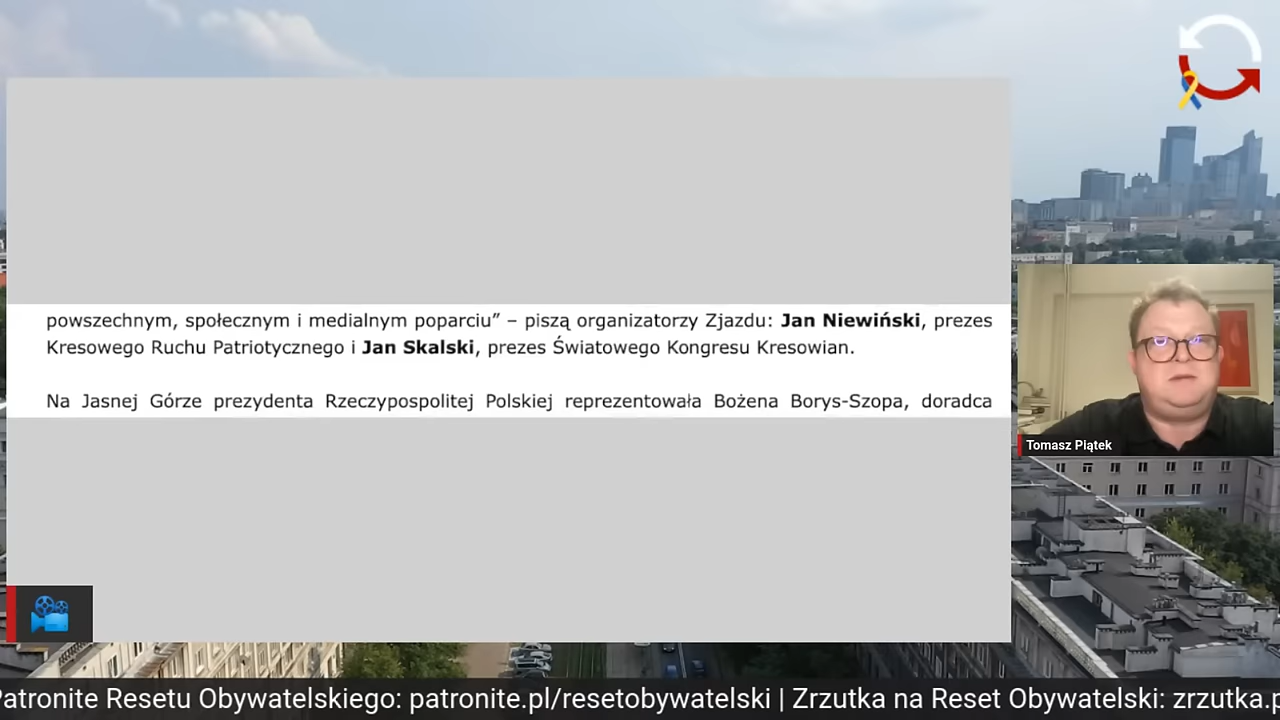 powszechnym, społecznym i medialnym poparciu” – piszą organizatorzy Zjazdu: Jan Niewiński, prezes
Kresowego Ruchu Patriotycznego i Jan Skalski, prezes Światowego Kongresu Kresowian.
Na Jasnej Górze prezydenta Rzeczypospolitej Polskiej reprezentowała Bożena Borys-Szopa, doradca
Tomasz Piątek
Patronite Resetu Obywatelskiego: patronite.pl/resetobywatelski | Zrzutka na Reset Obywatelski: zrzutka.p